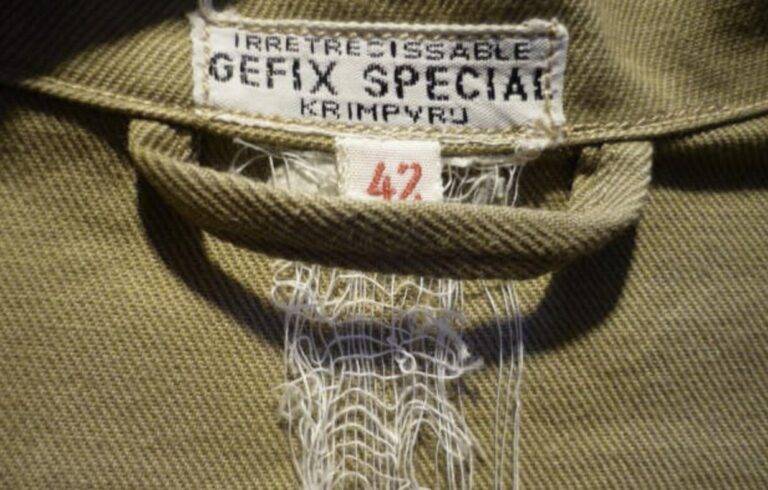 IRRETRECISSABLE
GEFIX SPECIAL
KRIMPVRIJ
42